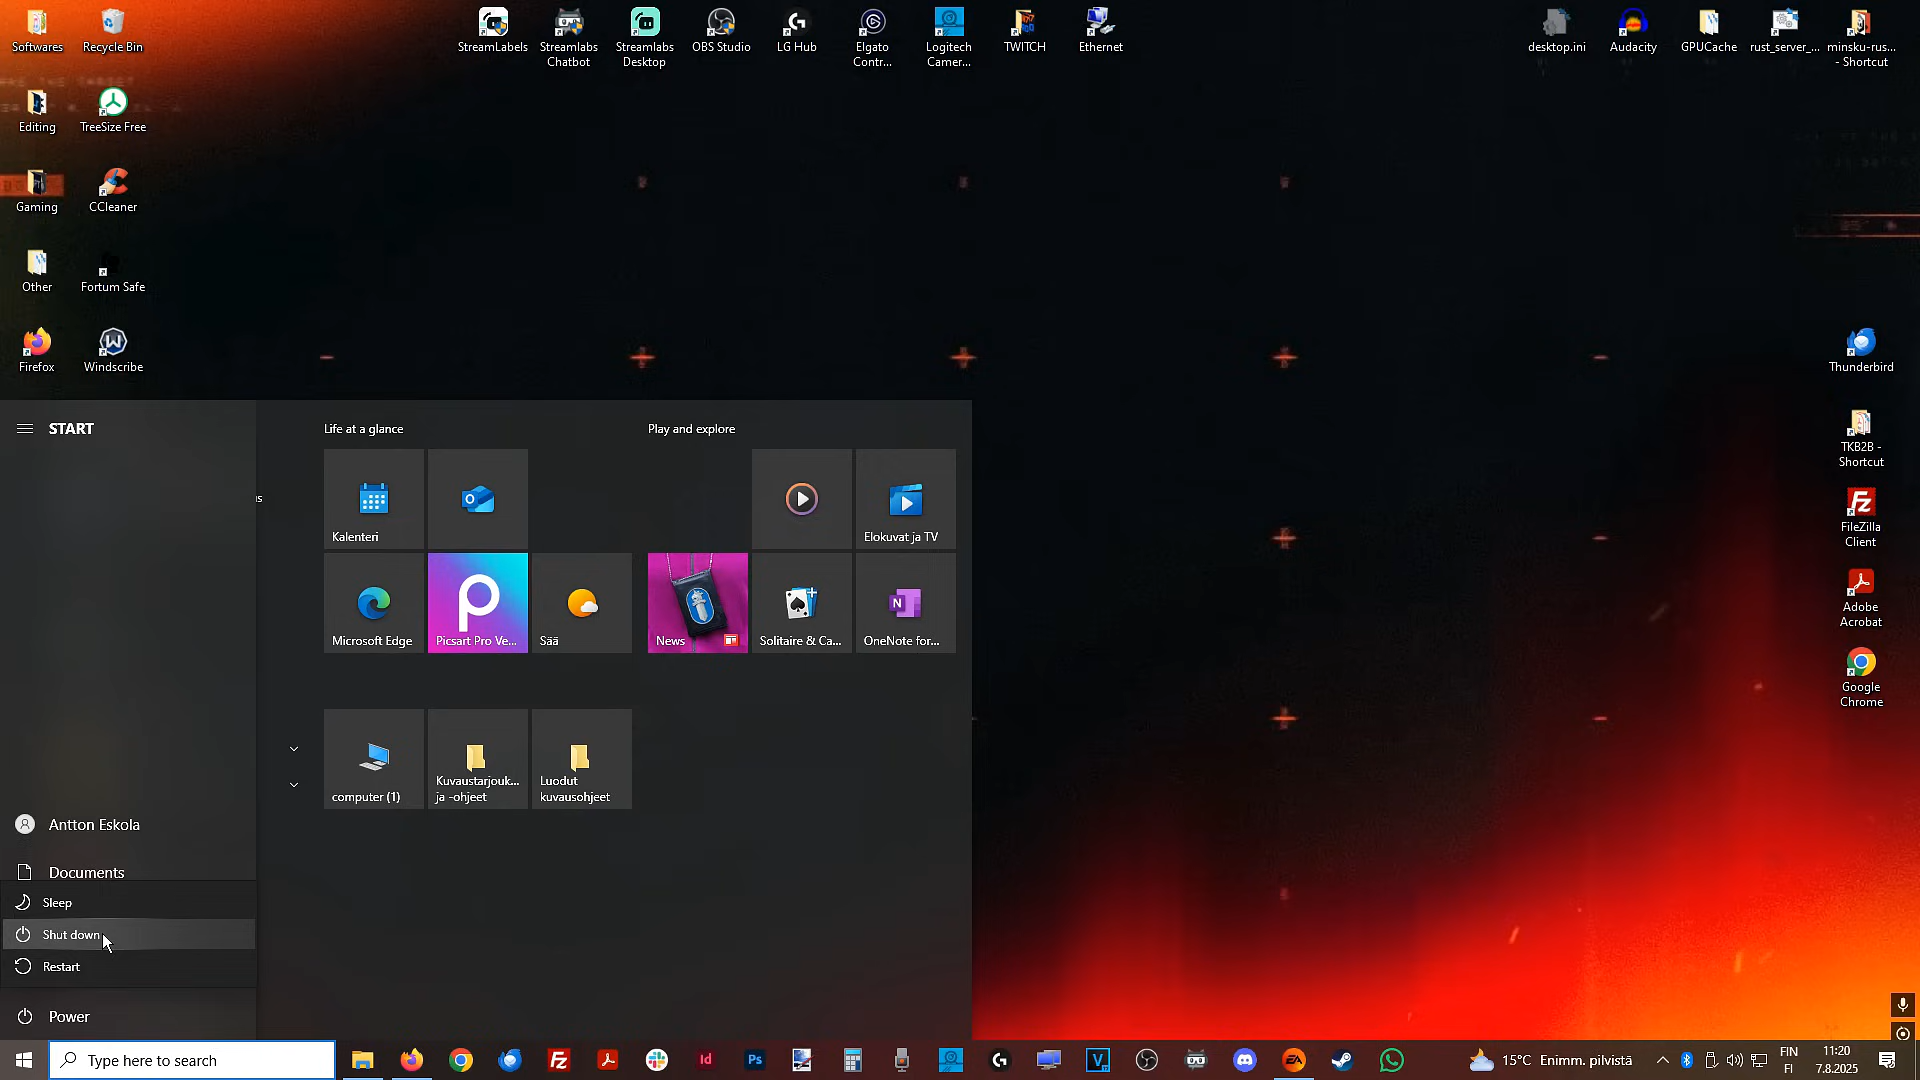 Softwares
Recycle Bin
StreamLabels
Streamlabs
Chatbot
Streamlabs
Desktop
OBS Studio
LG Hub
Elgato
Contr...
Logitech
Camer...
TWITCH
Ethernet
desktop.ini
Audacity
GPUCache
rust_server_...
minsku-rus...
- Shortcut
Editing
TreeSize Free
Gaming
CCleaner
Other
Fortum Safe
Firefox
Windscribe
Thunderbird
TKB2B -
Shortcut
FileZilla
Client
Adobe
Acrobat
Google
Chrome
START
Life at a glance
Play and explore
Kalenteri
Elokuvat ja TV
Microsoft Edge
Picsart Pro Ve...
Sää
News
Solitaire & Ca...
OneNote for...
computer (1)
Kuvaustarjouk...
ja -ohjeet
Luodut
kuvausohjeet
Antton Eskola
Documents
Sleep
Shut down
Restart
Power
Type here to search
15°C Enimm. pilvistä
FIN
FI
11:20
7.8.2025